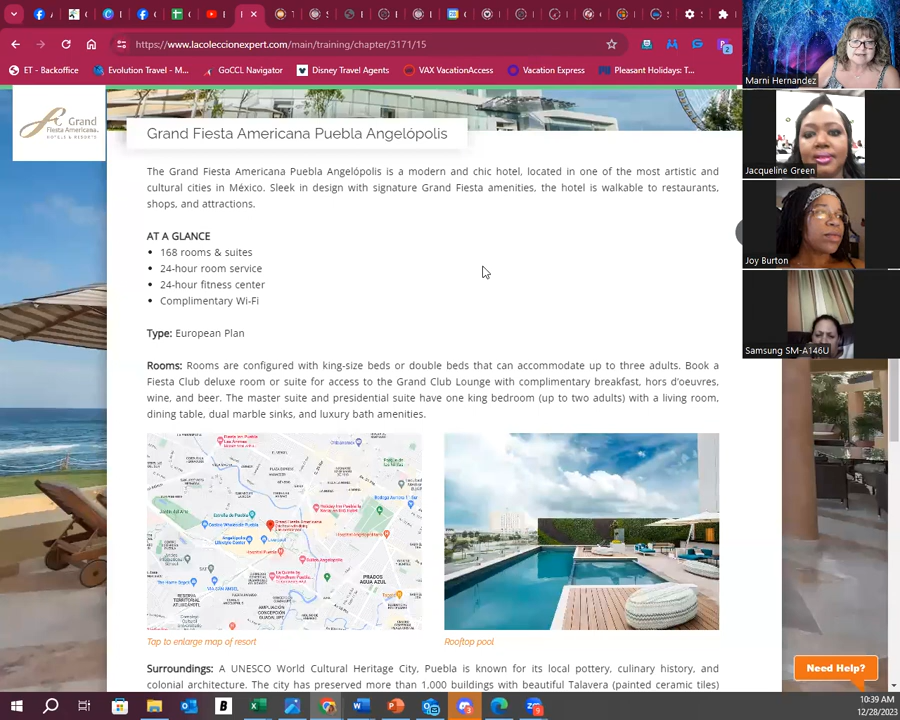 https://www.lacoleccionexpert.com/main/training/chapter/3171/15
ET - Backoffice
Evolution Travel - M...
GoCCL Navigator
Disney Travel Agents
VAX VacationAccess
Vacation Express
Pleasant Holidays: T...
Marni Hernandez
Jacqueline Green
Joy Burton
Samsung SM-A146U
Grand
Fiesta Americana
HOTELS & RESORTS
Grand Fiesta Americana Puebla Angelópolis
The Grand Fiesta Americana Puebla Angelópolis is a modern and chic hotel, located in one of the most artistic and
cultural cities in México. Sleek in design with signature Grand Fiesta amenities, the hotel is walkable to restaurants,
shops, and attractions.
AT A GLANCE
• 168 rooms & suites
• 24-hour room service
• 24-hour fitness center
• Complimentary Wi-Fi
Type: European Plan
Rooms: Rooms are configured with king-size beds or double beds that can accommodate up to three adults. Book a
Fiesta Club deluxe room or suite for access to the Grand Club Lounge with complimentary breakfast, hors d'oeuvres,
wine, and beer. The master suite and presidential suite have one king bedroom (up to two adults) with a living room,
dining table, dual marble sinks, and luxury bath amenities.
PRADOS
AGUA AZUL
Tap to enlarge map of resort
Rooftop pool
Surroundings: A UNESCO World Cultural Heritage City, Puebla is known for its local pottery, culinary history, and
colonial architecture. The city has preserved more than 1,000 buildings with beautiful Talavera (painted ceramic tiles)
Need Help?
10:39 AM
12/28/2023